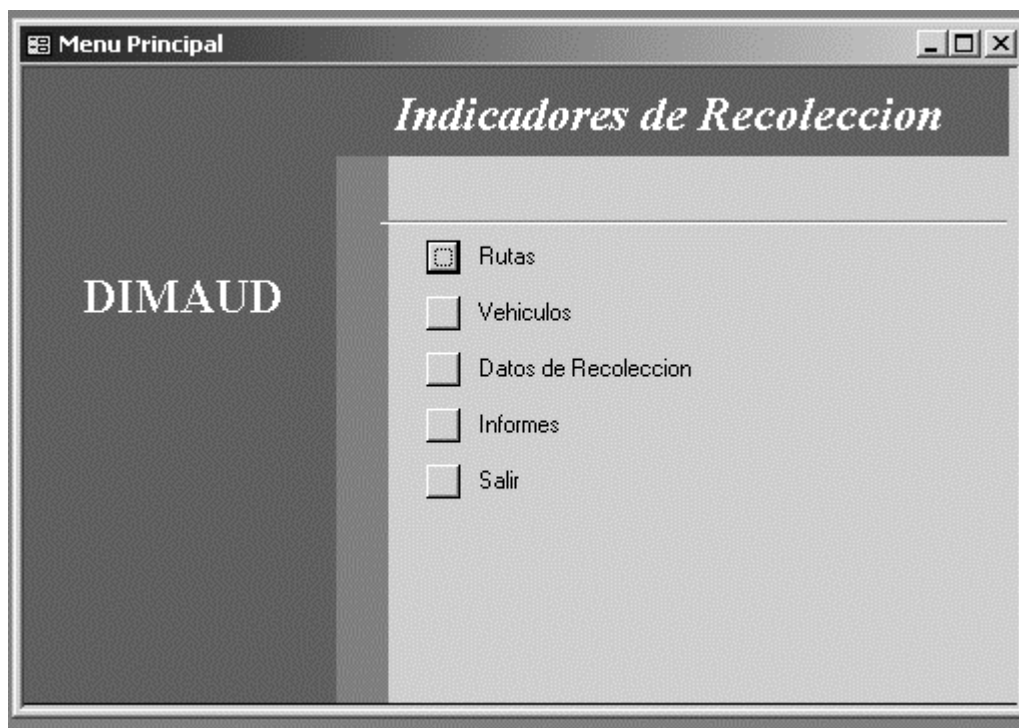 Menu Principal
Indicadores de Recoleccion
DIMAUD
Rutas
Vehiculos
Datos de Recoleccion
Informes
Salir